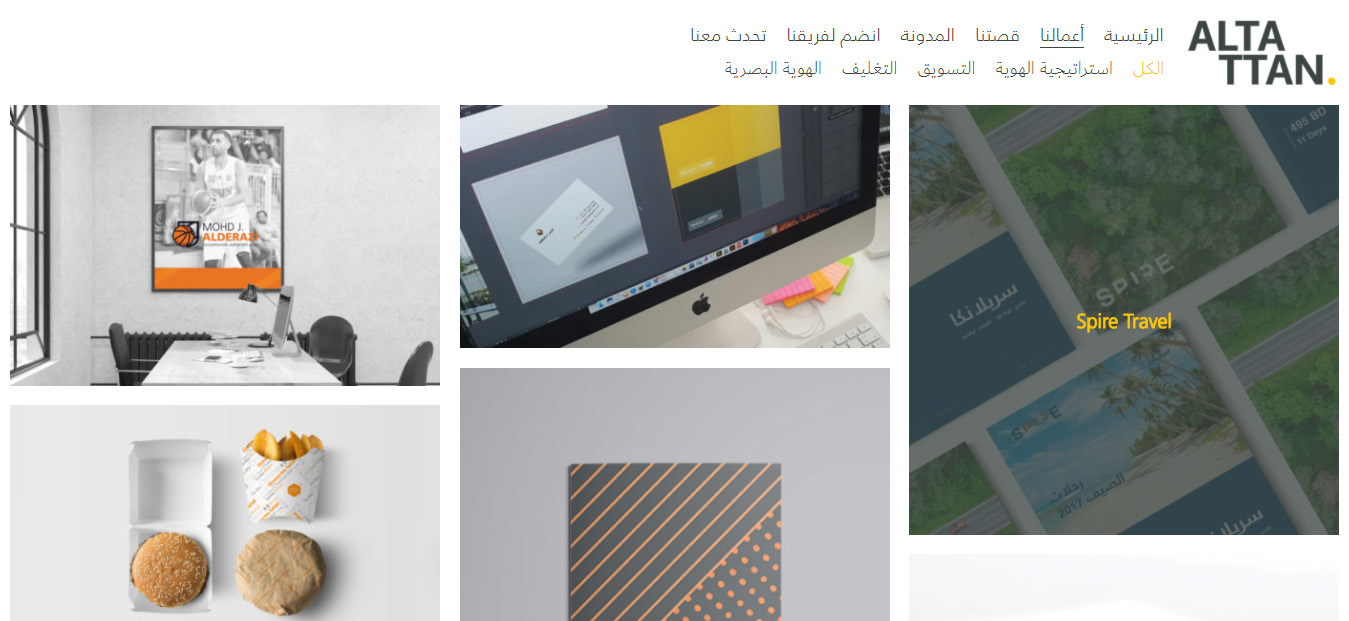 ALTA
TTAN.
الرئيسية أعمالنا قصتنا المدونة انضم لفريقنا تحدث معنا
الكل استراتيجية الهوية التسويق التغليف الهوية البصرية
495 BD
11 Days
SPIRE
سريلانكا
Spire Travel
SPIRE
رحلات
الصيف 2017
سريلانكا
MOHD J.
ALDERAZI